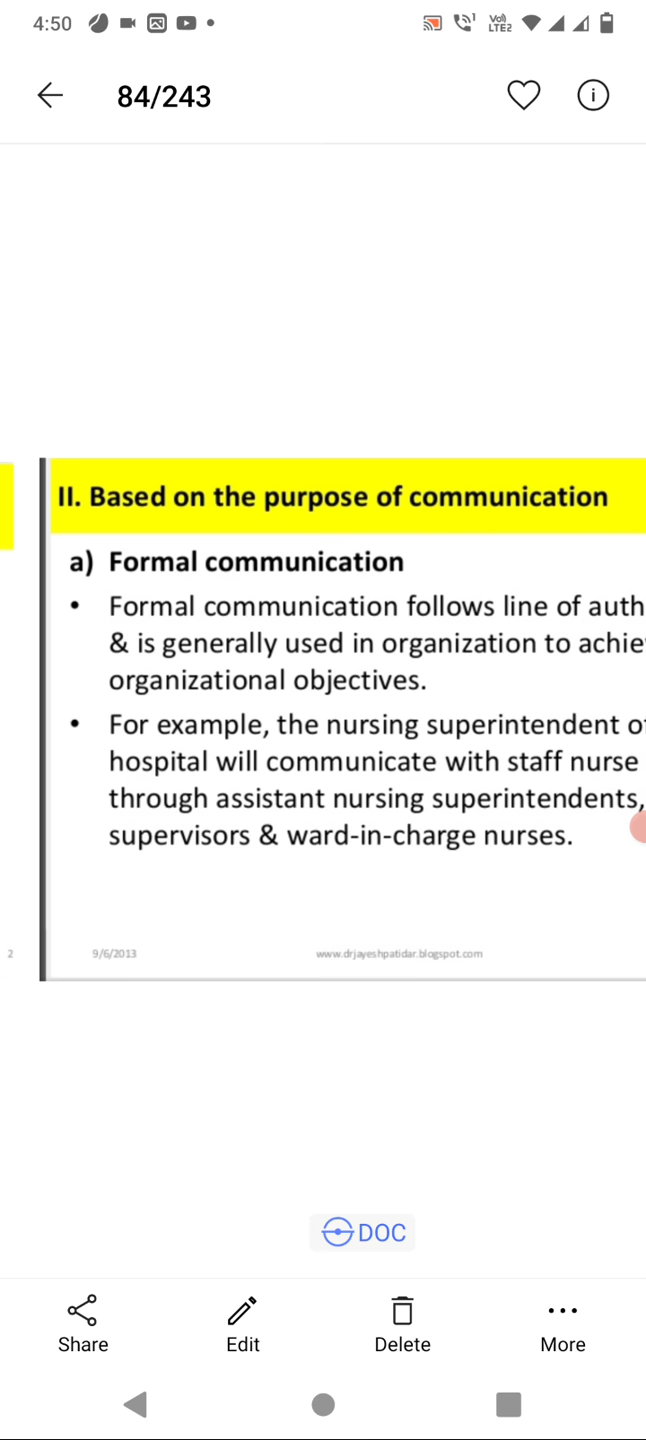 4:50
Vo)) LTE2
84/243
II. Based on the purpose of communication
a) Formal communication
• Formal communication follows line of auth
& is generally used in organization to achie
organizational objectives.
• For example, the nursing superintendent of
hospital will communicate with staff nurse
through assistant nursing superintendents,
supervisors & ward-in-charge nurses.
2 9/6/2013 www.drjayeshpatidar.blogspot.com
DOC
Share Edit Delete More